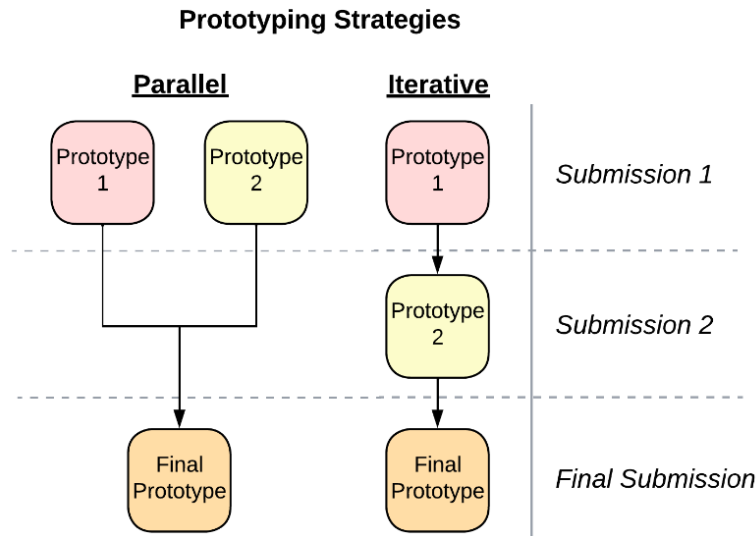 Prototyping Strategies
Parallel
Iterative
Prototype
1
Prototype
2
Prototype
1
Submission 1
Prototype
2
Submission 2
Final
Prototype
Final
Prototype
Final Submission